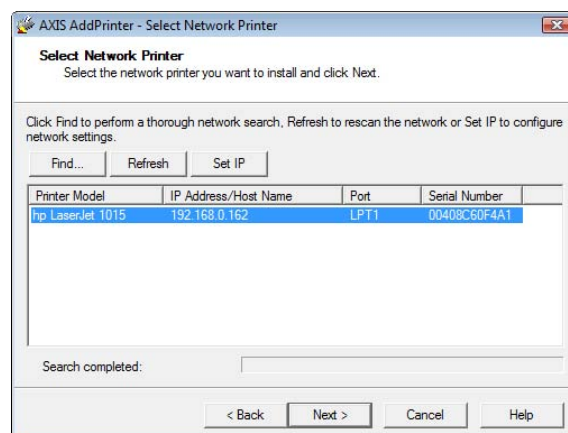 AXIS AddPrinter - Select Network Printer
Select Network Printer
Select the network printer you want to install and click Next.
Click Find to perform a thorough network search, Refresh to rescan the network or Set IP to configure
network settings.
Find... Refresh Set IP
Printer Model IP Address/Host Name Port Serial Number
hp LaserJet 1015 192.168.0.162 LPT1 00408C60F4A1
Search completed:
< Back Next > Cancel Help